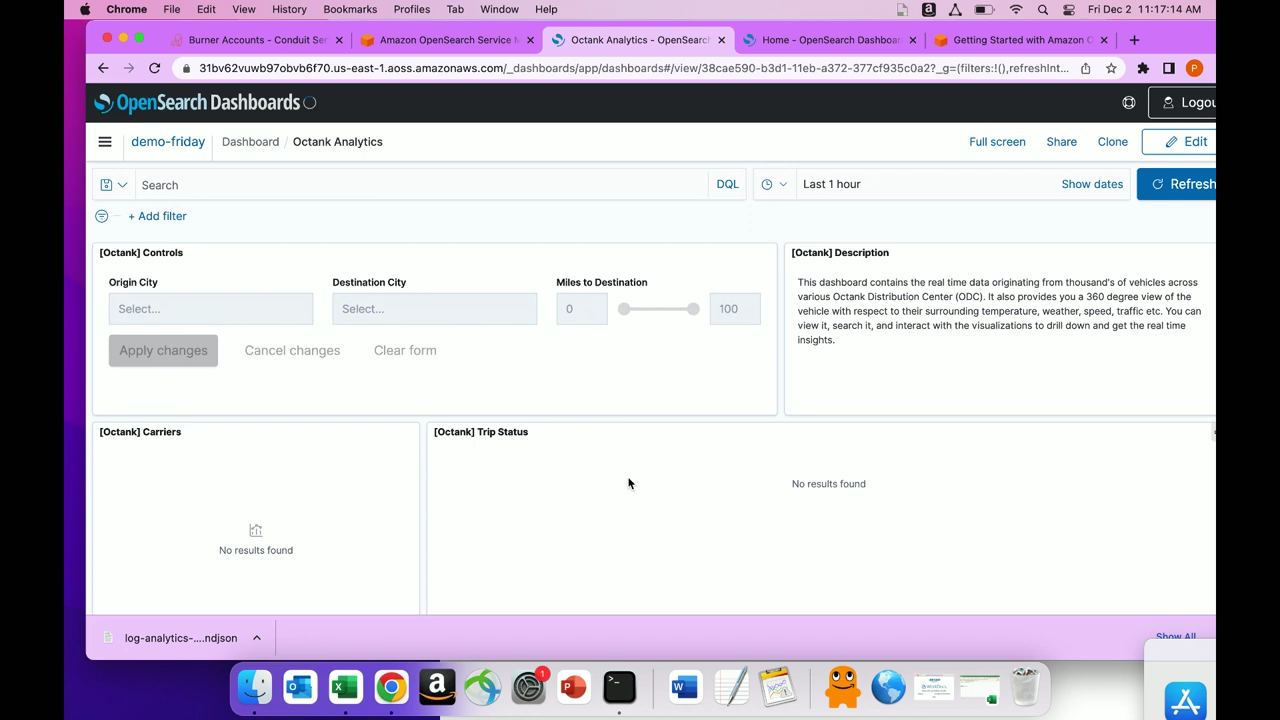 Chrome File Edit View History Bookmarks Profiles Tab Window Help Fri Dec 2 11:17:14 AM
Burner Accounts - Conduit Ser Amazon OpenSearch Service Octank Analytics - OpenSearch Home - OpenSearch Dashboar Getting Started with Amazon O
31bv62vuwb97obvb6f70.us-east-1.aoss.amazonaws.com/_dashboards/app/dashboards#/view/38cae590-b3d1-11eb-a372-377cf935c0a2?_g=(filters:!(),refreshInt... P
OpenSearch Dashboards Logou
demo-friday Dashboard / Octank Analytics Full screen Share Clone Edit
Search DQL Last 1 hour Show dates Refresh
+ Add filter
[Octank] Controls
Origin City Destination City Miles to Destination
Select... Select... 0 100
Apply changes Cancel changes Clear form
[Octank] Description
This dashboard contains the real time data originating from thousand's of vehicles across
various Octank Distribution Center (ODC). It also provides you a 360 degree view of the
vehicle with respect to their surrounding temperature, weather, speed, traffic etc. You can
view it, search it, and interact with the visualizations to drill down and get the real time
insights.
[Octank] Carriers
No results found
[Octank] Trip Status
No results found
log-analytics-....ndjson Show All
1